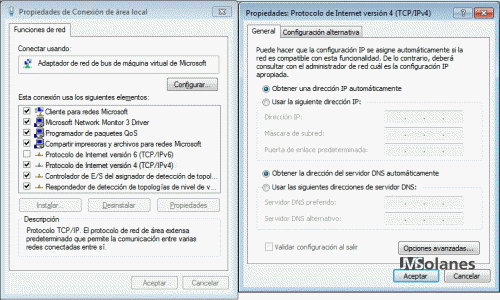 Propiedades de Conexión de área local
Funciones de red
Conectar usando:
Adaptador de red de bus de máquina virtual de Microsoft
Configurar...
Esta conexión usa los siguientes elementos:
Cliente para redes Microsoft
Microsoft Network Monitor 3 Driver
Programador de paquetes QoS
Compartir impresoras y archivos para redes Microsoft
Protocolo de Internet versión 6 (TCP/IPv6)
Protocolo de Internet versión 4 (TCP/IPv4)
Controlador de E/S del asignador de detección de topol...
Respondedor de detección de topologías de nivel de v...
Instalar...
Desinstalar
Propiedades
Descripción
Protocolo TCP/IP. El protocolo de red de área extensa
predeterminado que permite la comunicación entre varias
redes conectadas entre sí.
Aceptar
Cancelar
Propiedades: Protocolo de Internet versión 4 (TCP/IPv4)
General
Configuración alternativa
Puede hacer que la configuración IP se asigne automáticamente si la
red es compatible con esta funcionalidad. De lo contrario, deberá
consultar con el administrador de red cuál es la configuración IP
apropiada.
Obtener una dirección IP automáticamente
Usar la siguiente dirección IP:
Dirección IP:
Máscara de subred:
Puerta de enlace predeterminada:
Obtener la dirección del servidor DNS automáticamente
Usar las siguientes direcciones de servidor DNS:
Servidor DNS preferido:
Servidor DNS alternativo:
Validar configuración al salir
Opciones avanzadas...
JMSolanes
Aceptar
Cancelar